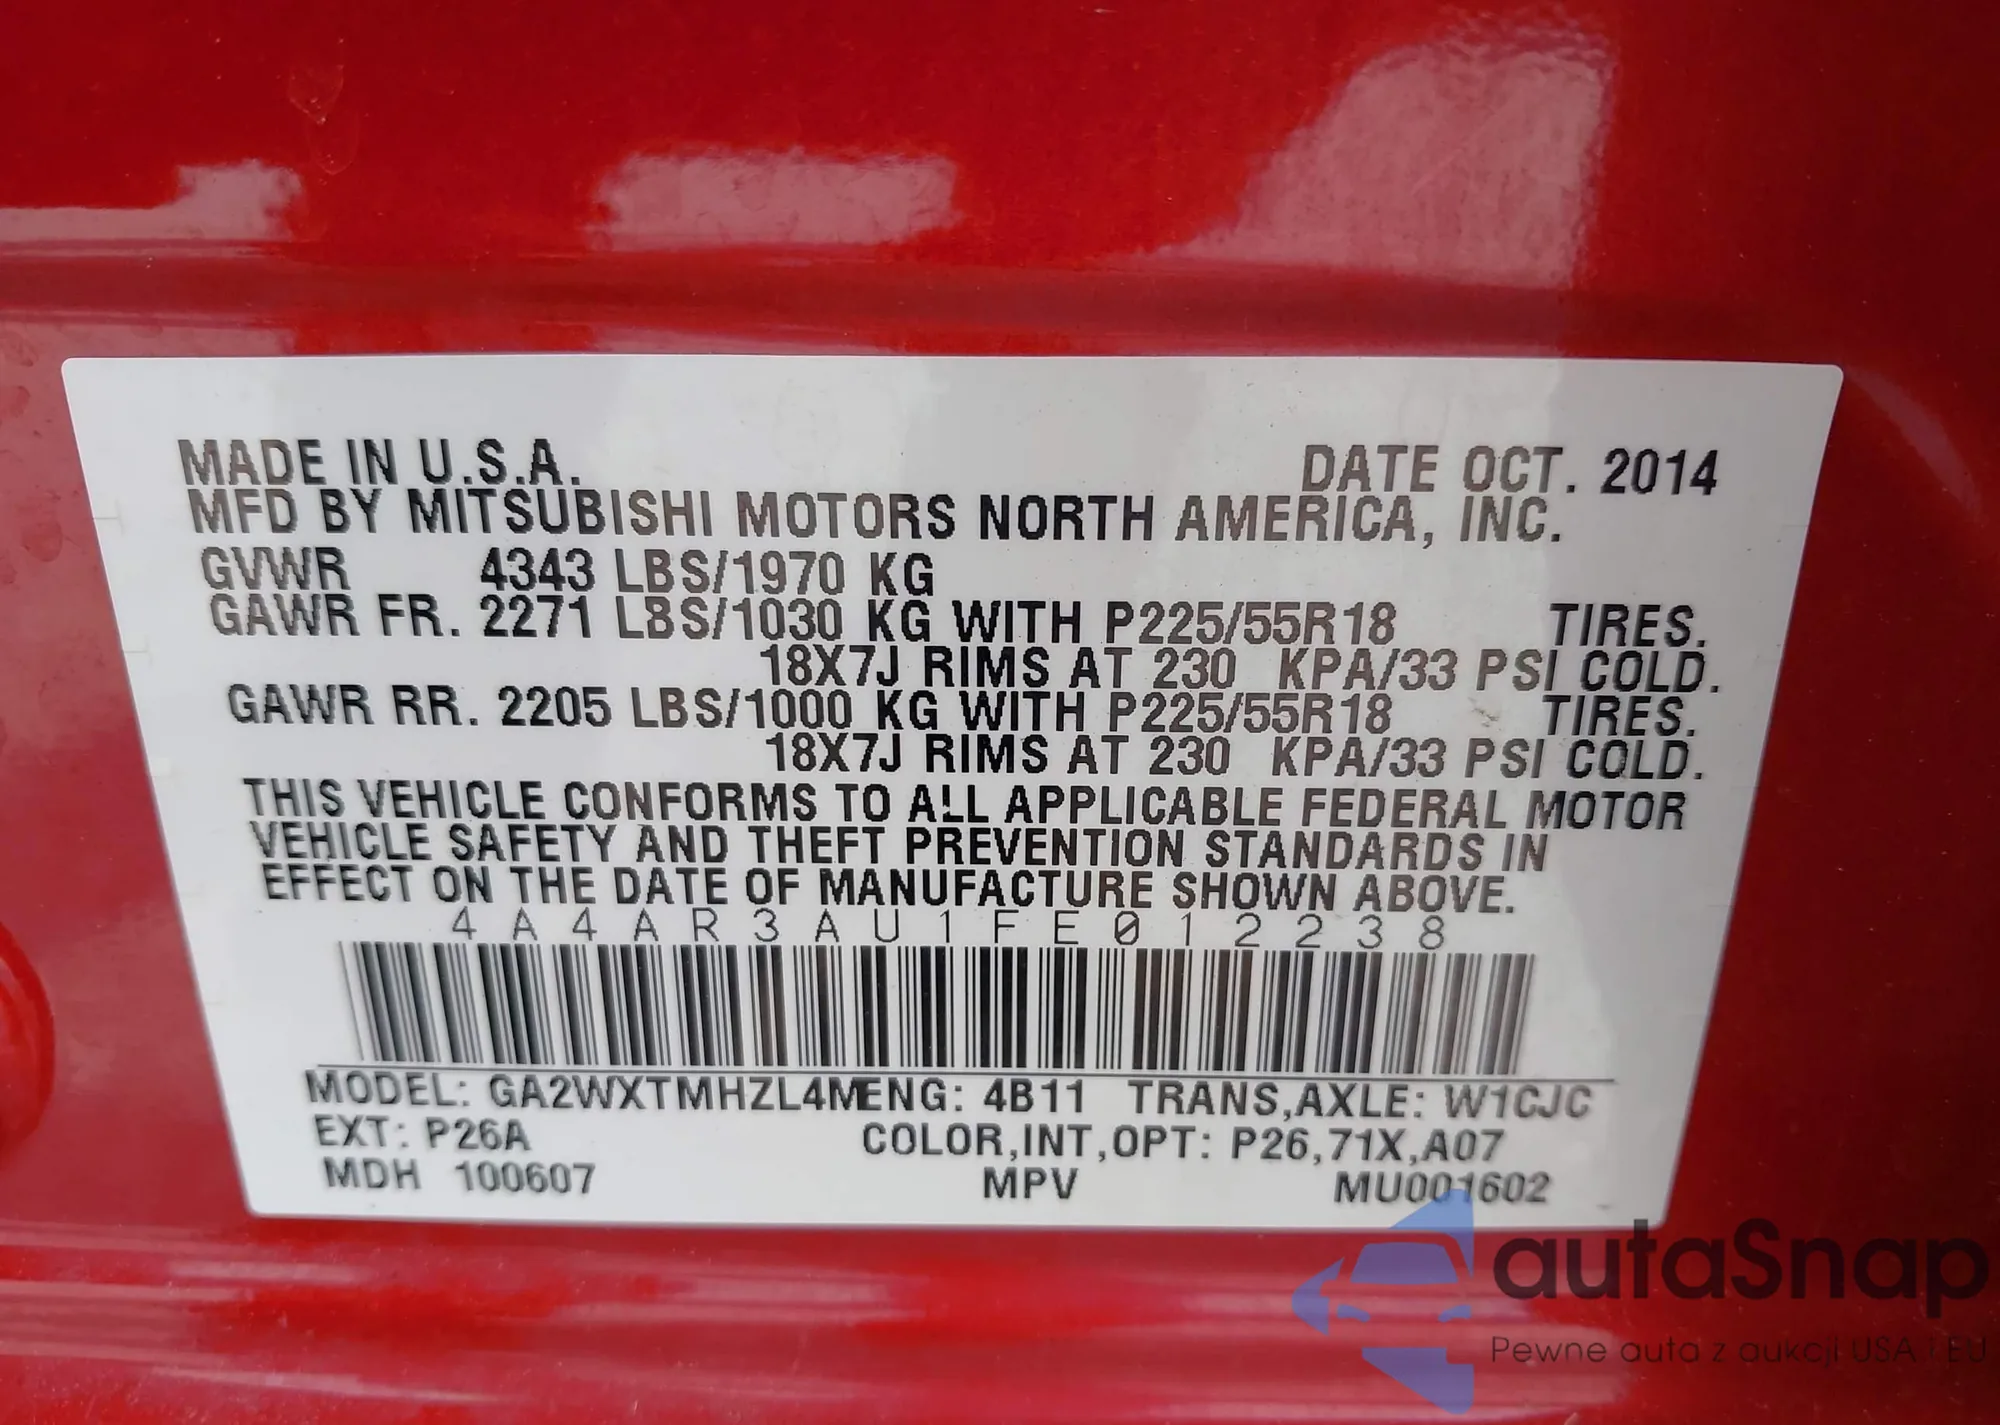 MADE IN U.S.A. DATE OCT. 2014
MFD BY MITSUBISHI MOTORS NORTH AMERICA, INC.
GVWR 4343 LBS/1970 KG
GAWR FR. 2271 LBS/1030 KG WITH P225/55R18 TIRES.
18X7J RIMS AT 230 KPA/33 PSI COLD.
GAWR RR. 2205 LBS/1000 KG WITH P225/55R18 TIRES.
18X7J RIMS AT 230 KPA/33 PSI COLD.
THIS VEHICLE CONFORMS TO ALL APPLICABLE FEDERAL MOTOR
VEHICLE SAFETY AND THEFT PREVENTION STANDARDS IN
EFFECT ON THE DATE OF MANUFACTURE SHOWN ABOVE.
4A4AR3AU1FE012238
MODEL: GA2WXTMHZL4M ENG: 4B11 TRANS,AXLE: W1CJC
EXT: P26A COLOR,INT,OPT: P26,71X,A07
MDH 100607 MPV MU001602
autaSnap
Pewne auta z aukcji USA i EU